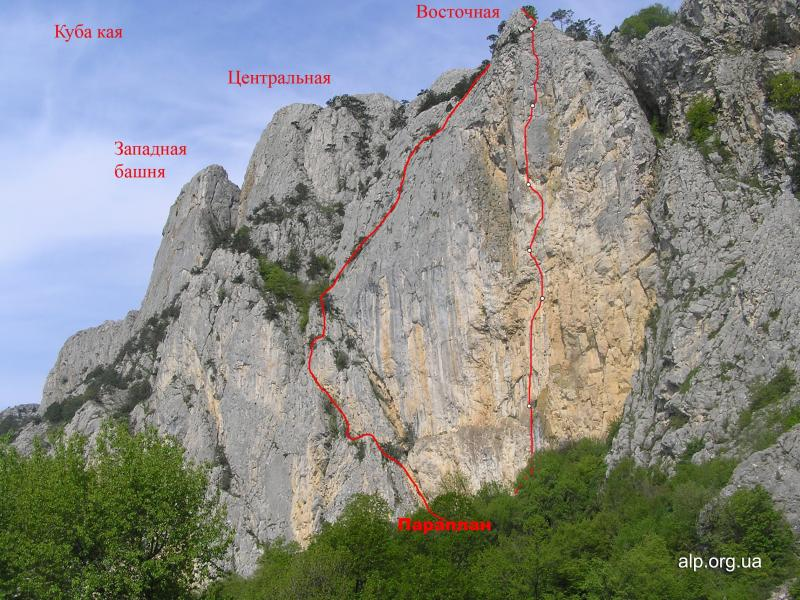 Восточная
Куба кая
Центральная
Западная
башня
Параплан
alp.org.ua